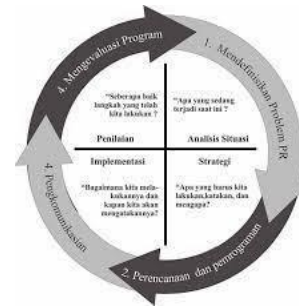 4. Mengevaluasi Program
1. Mendefinisikan Problem PR
"Seberapa baik
langkah yang telah
kita lakukan ?
Penilaian
"Apa yang sedang
terjadi saat ini ?
Analisis Situasi
Implementasi
"Bagaimana kita mela-
kukannya dan
kapan kita akan
mengatakannya?"
Strategi
"Apa yang harus kita
lakukan,katakan, dan
mengapa?"
4. Pengkomunikasian
2. Perencanaan dan pemrograman